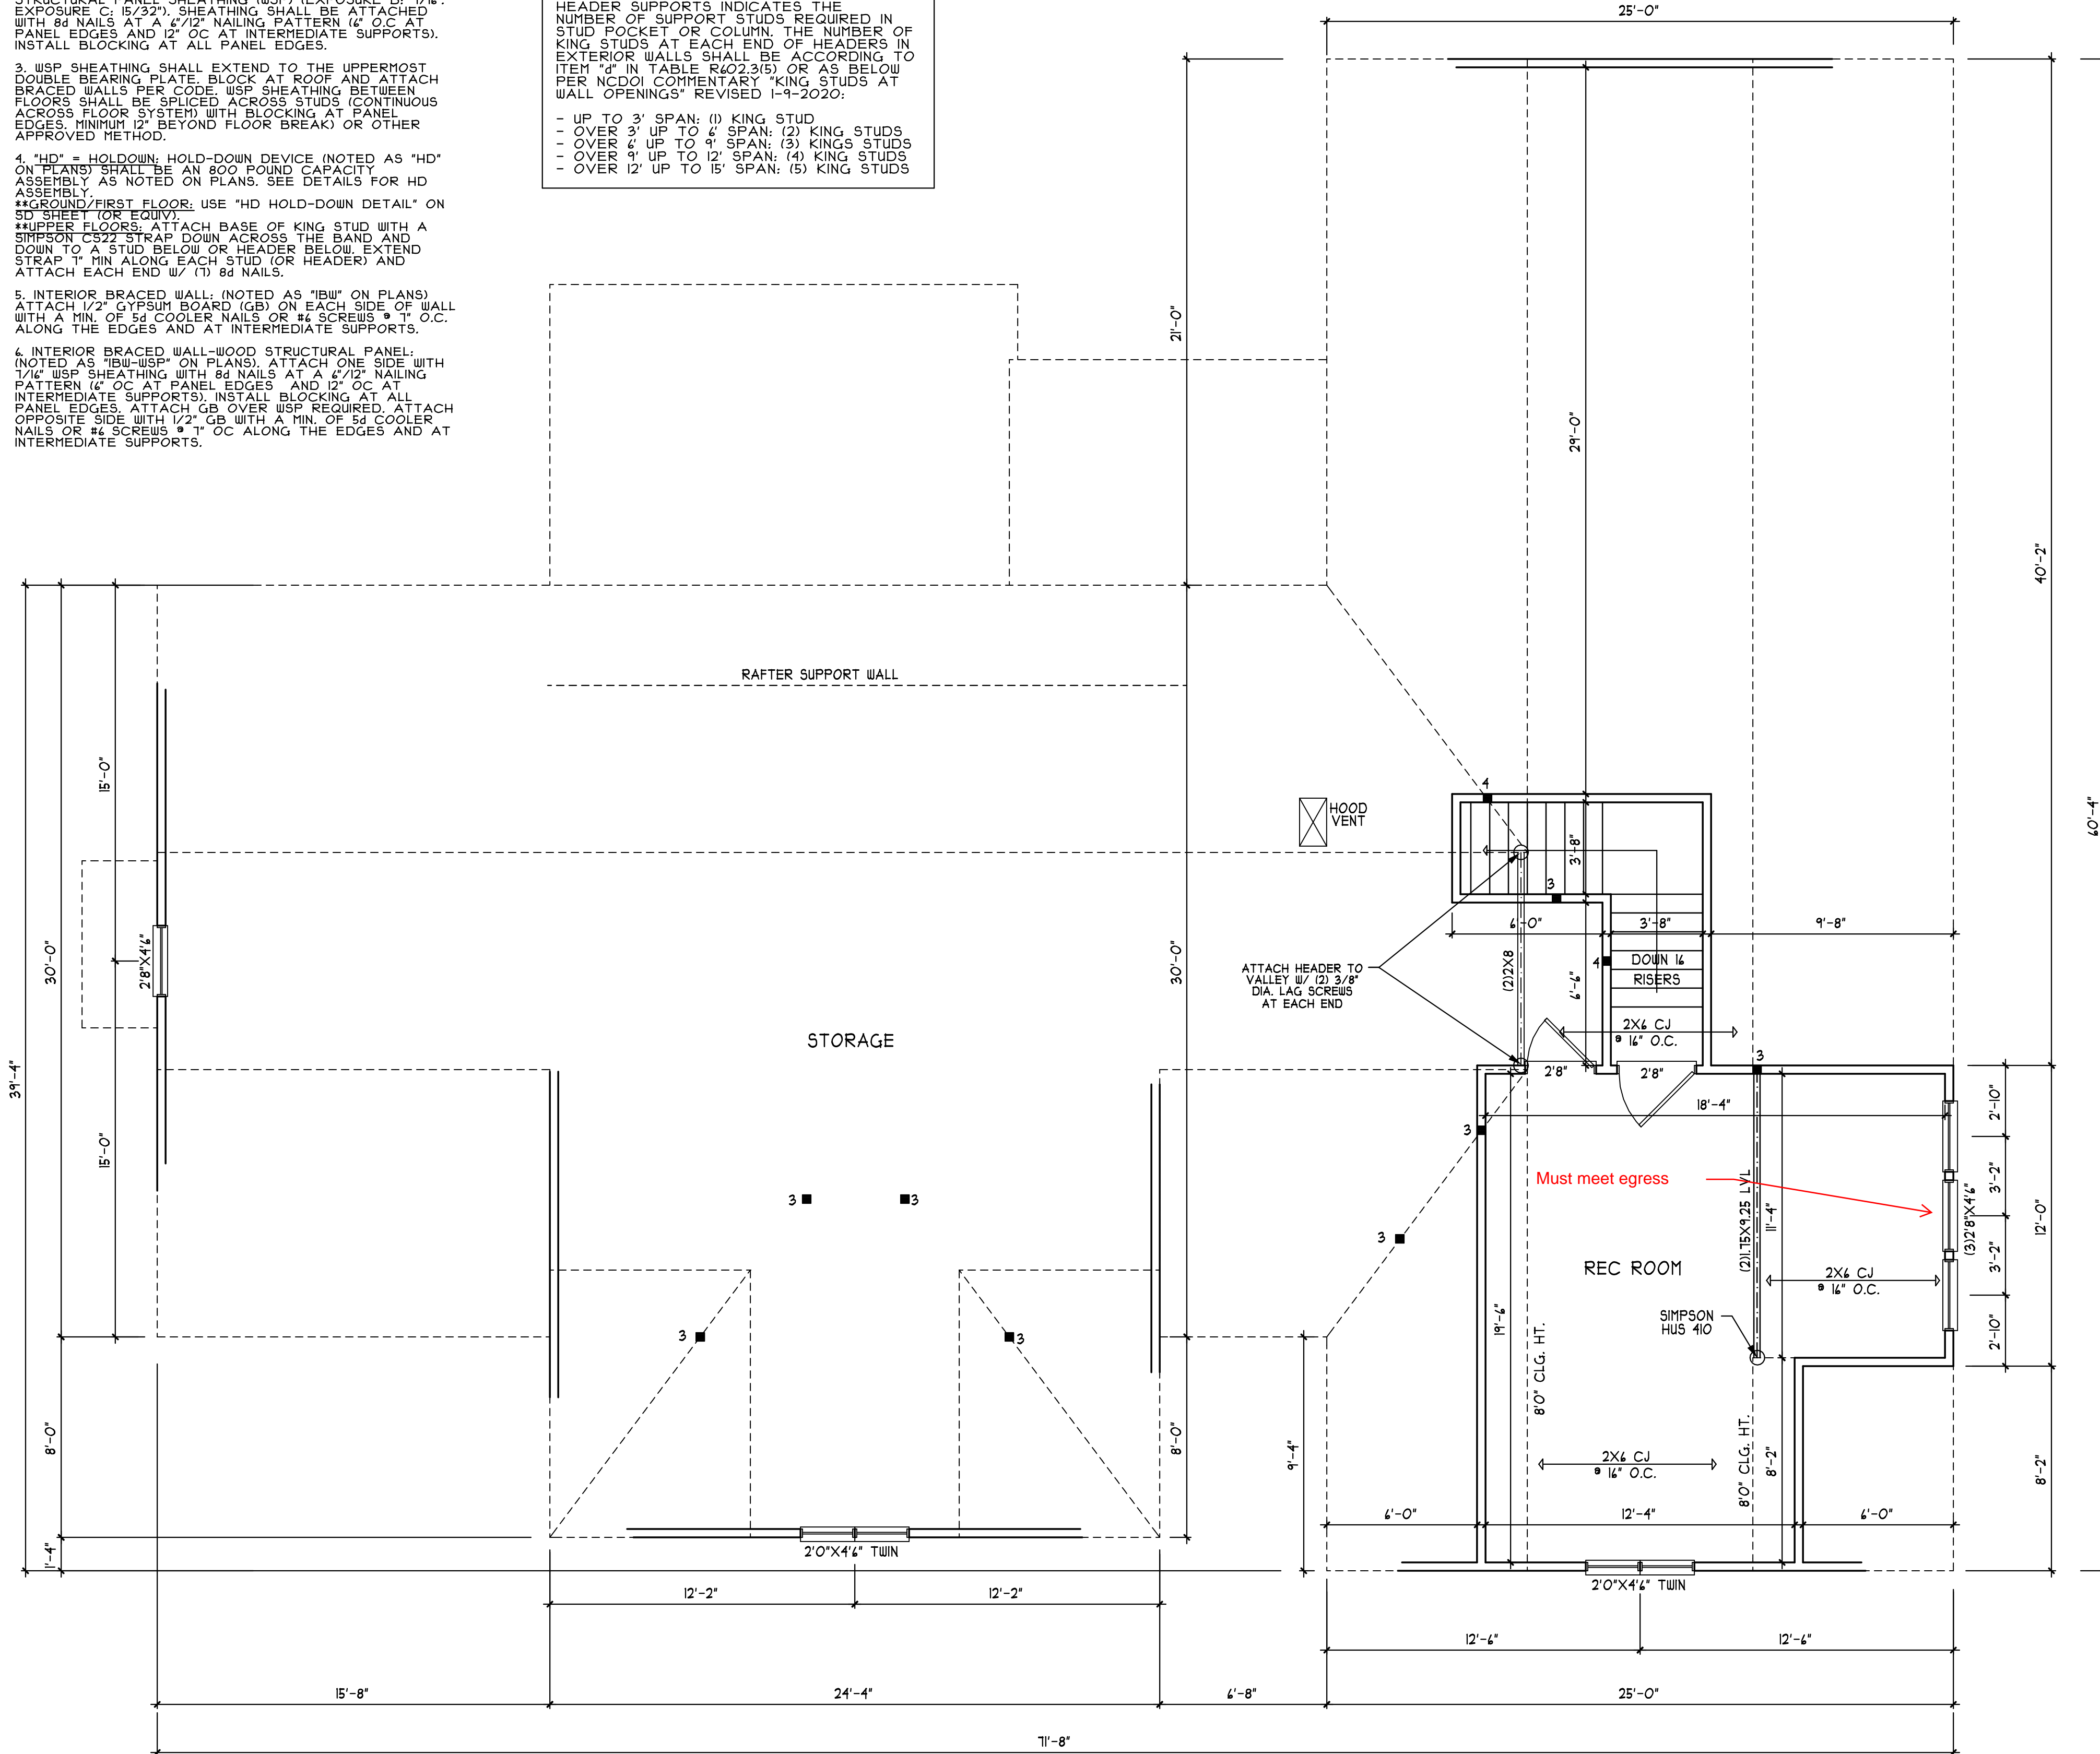 EXPOSURE C: 15/32"). SHEATHING SHALL BE ATTACHED
WITH 8d NAILS AT A 6"/12" NAILING PATTERN (6" O.C AT
PANEL EDGES AND 12" OC AT INTERMEDIATE SUPPORTS).
INSTALL BLOCKING AT ALL PANEL EDGES.
3. WSP SHEATHING SHALL EXTEND TO THE UPPERMOST
DOUBLE BEARING PLATE. BLOCK AT ROOF AND ATTACH
BRACED WALLS PER CODE. WSP SHEATHING BETWEEN
FLOORS SHALL BE SPLICED ACROSS STUDS (CONTINUOUS
ACROSS FLOOR SYSTEM) WITH BLOCKING AT PANEL
EDGES. MINIMUM 12" BEYOND FLOOR BREAK) OR OTHER
APPROVED METHOD.
4. "HD" = HOLDOWN: HOLD-DOWN DEVICE (NOTED AS "HD"
ON PLANS) SHALL BE AN 800 POUND CAPACITY
ASSEMBLY AS NOTED ON PLANS. SEE DETAILS FOR HD
ASSEMBLY.
**GROUND/FIRST FLOOR: USE "HD HOLD-DOWN DETAIL" ON
SD SHEET (OR EQUIV).
**UPPER FLOORS: ATTACH BASE OF KING STUD WITH A
SIMPSON CS22 STRAP DOWN ACROSS THE BAND AND
DOWN TO A STUD BELOW OR HEADER BELOW. EXTEND
STRAP 7" MIN ALONG EACH STUD (OR HEADER) AND
ATTACH EACH END W/ (7) 8d NAILS.
5. INTERIOR BRACED WALL: (NOTED AS "IBW" ON PLANS)
ATTACH 1/2" GYPSUM BOARD (GB) ON EACH SIDE OF WALL
WITH A MIN. OF 5d COOLER NAILS OR #6 SCREWS @ 7" O.C.
ALONG THE EDGES AND AT INTERMEDIATE SUPPORTS.
6. INTERIOR BRACED WALL-WOOD STRUCTURAL PANEL:
(NOTED AS "IBW-WSP" ON PLANS). ATTACH ONE SIDE WITH
7/16" WSP SHEATHING WITH 8d NAILS AT A 6"/12" NAILING
PATTERN (6" OC AT PANEL EDGES AND 12" OC AT
INTERMEDIATE SUPPORTS). INSTALL BLOCKING AT ALL
PANEL EDGES. ATTACH GB OVER WSP REQUIRED. ATTACH
OPPOSITE SIDE WITH 1/2" GB WITH A MIN. OF 5d COOLER
NAILS OR #6 SCREWS @ 7" OC ALONG THE EDGES AND AT
INTERMEDIATE SUPPORTS.
HEADER SUPPORTS INDICATES THE
NUMBER OF SUPPORT STUDS REQUIRED IN
STUD POCKET OR COLUMN. THE NUMBER OF
KING STUDS AT EACH END OF HEADERS IN
EXTERIOR WALLS SHALL BE ACCORDING TO
ITEM "d" IN TABLE R602.3(5) OR AS BELOW
PER NCDOI COMMENTARY "KING STUDS AT
WALL OPENINGS" REVISED 1-9-2020:
- UP TO 3' SPAN: (1) KING STUD
- OVER 3' UP TO 6' SPAN: (2) KING STUDS
- OVER 6' UP TO 9' SPAN: (3) KINGS STUDS
- OVER 9' UP TO 12' SPAN: (4) KING STUDS
- OVER 12' UP TO 15' SPAN: (5) KING STUDS
25'-0"
21'-0"
29'-0"
40'-2"
60'-4"
RAFTER SUPPORT WALL
15'-0"
30'-0"
2'8"X4'6"
39'-4"
15'-0"
8'-0"
1'-4"
STORAGE
30'-0"
8'-0"
3
3
3
3
2'0"X4'6" TWIN
12'-2"
12'-2"
HOOD
VENT
4
3'-8"
3
6'-0"
3'-8"
9'-8"
ATTACH HEADER TO
VALLEY W/ (2) 3/8"
DIA. LAG SCREWS
AT EACH END
(2)2X8
6'-6"
4
DOWN 16
RISERS
2X6 CJ
@ 16" O.C.
2'8"
2'8"
3
18'-4"
3
3
Must meet egress
(2)1.75X9.25 LVL
11'-4"
REC ROOM
2X6 CJ
@ 16" O.C.
SIMPSON
HUS 410
19'-6"
8'0" CLG. HT.
8'0" CLG. HT.
8'-2"
2X6 CJ
@ 16" O.C.
2'-10"
3'-2"
3'-2"
2'-10"
(3)2'8"X4'6"
12'-0"
8'-2"
9'-4"
6'-0"
12'-4"
6'-0"
2'0"X4'6" TWIN
12'-6"
12'-6"
15'-8"
24'-4"
6'-8"
25'-0"
71'-8"